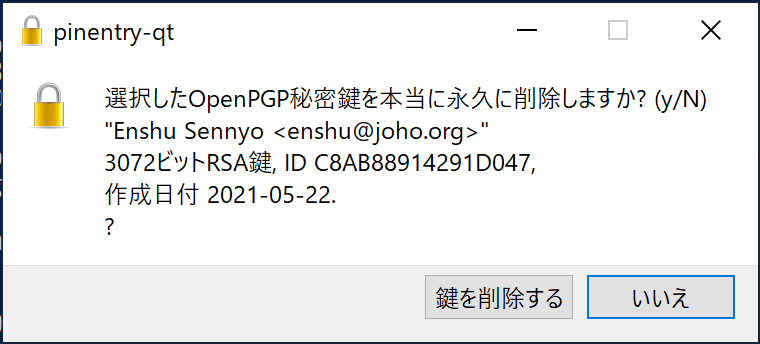 pinentry-qt
選択したOpenPGP秘密鍵を本当に永久に削除しますか? (y/N)
"Enshu Sennyo <enshu@joho.org>"
3072ビットRSA鍵, ID C8AB88914291D047,
作成日付 2021-05-22.
?
鍵を削除する
いいえ